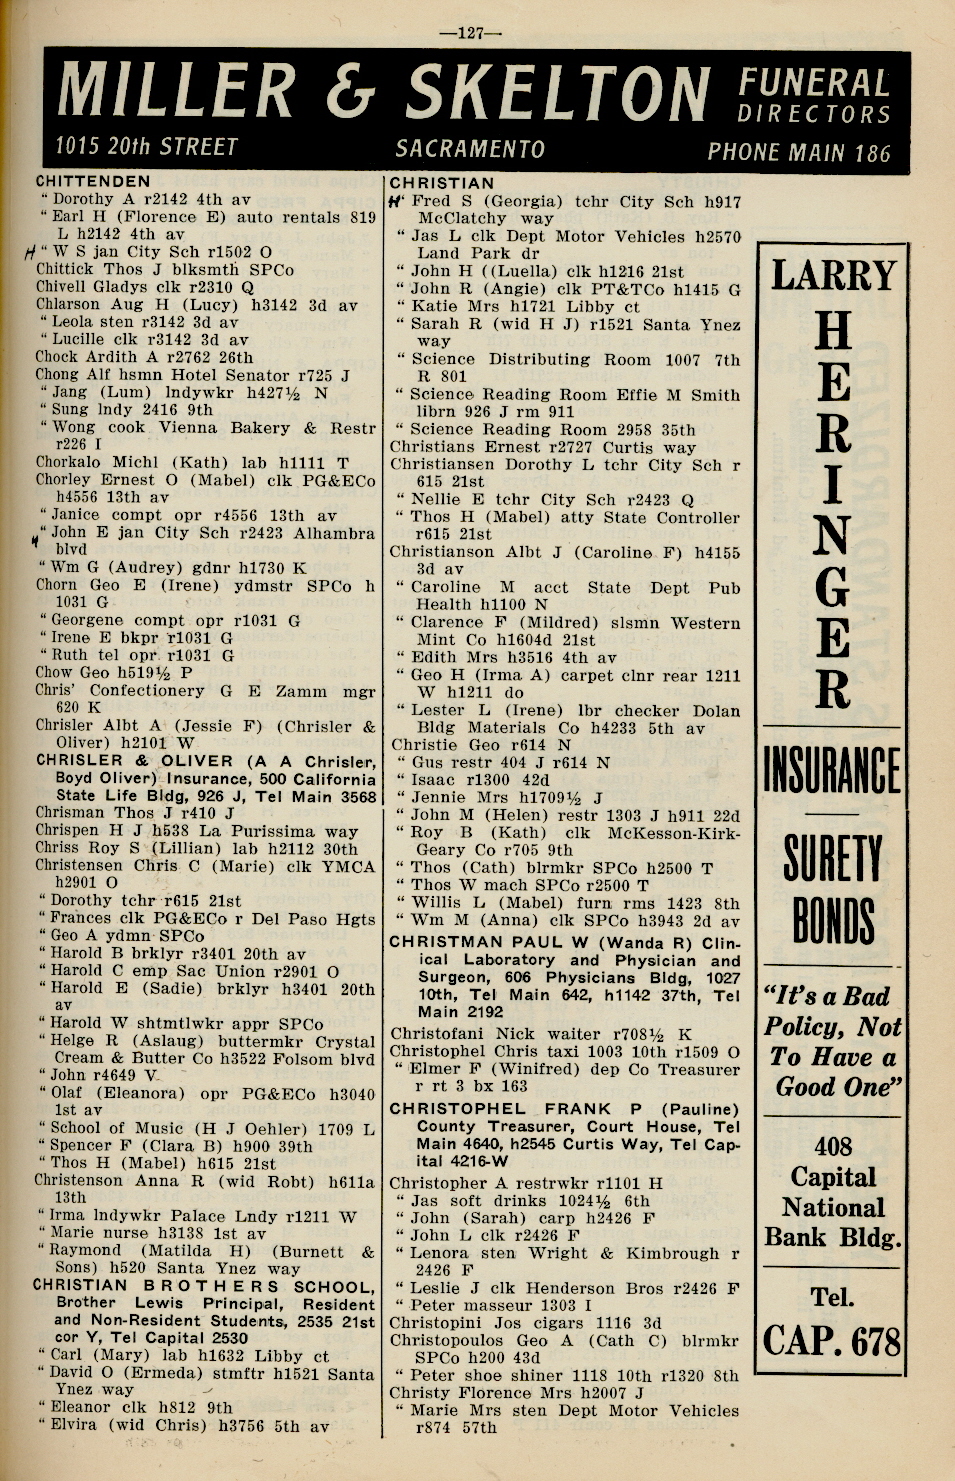 —127—
MILLER & SKELTON FUNERAL DIRECTORS
1015 20th STREET SACRAMENTO PHONE MAIN 186
CHITTENDEN
" Dorothy A r2142 4th av
" Earl H (Florence E) auto rentals 819
L h2142 4th av
H " W S jan City Sch r1502 O
Chittick Thos J blksmth SPCo
Chivell Gladys clk r2310 Q
Chlarson Aug H (Lucy) h3142 3d av
" Leola sten r3142 3d av
" Lucille clk r3142 3d av
Chock Ardith A r2762 26th
Chong Alf hsmn Hotel Senator r725 J
" Jang (Lum) lndywkr h427½ N
" Sung lndy 2416 9th
" Wong cook Vienna Bakery & Restr
r226 I
Chorkalo Michl (Kath) lab h1111 T
Chorley Ernest O (Mabel) clk PG&ECo
h4556 13th av
" Janice compt opr r4556 13th av
H " John E jan City Sch r2423 Alhambra
blvd
" Wm G (Audrey) gdnr h1730 K
Chorn Geo E (Irene) ydmstr SPCo h
1031 G
" Georgene compt opr r1031 G
" Irene E bkpr r1031 G
" Ruth tel opr r1031 G
Chow Geo h519½ P
Chris' Confectionery G E Zamm mgr
620 K
Chrisler Albt A (Jessie F) (Chrisler &
Oliver) h2101 W
CHRISLER & OLIVER (A A Chrisler,
Boyd Oliver) Insurance, 500 California
State Life Bldg, 926 J, Tel Main 3568
Chrisman Thos J r410 J
Chrispen H J h538 La Purissima way
Chriss Roy S (Lillian) lab h2112 30th
Christensen Chris C (Marie) clk YMCA
h2901 O
" Dorothy tchr r615 21st
" Frances clk PG&ECo r Del Paso Hgts
" Geo A ydmn SPCo
" Harold B brklyr r3401 20th av
" Harold C emp Sac Union r2901 O
" Harold E (Sadie) brklyr h3401 20th
av
" Harold W shtmtlwkr appr SPCo
" Helge R (Aslaug) buttermkr Crystal
Cream & Butter Co h3522 Folsom blvd
" John r4649 V
" Olaf (Eleanora) opr PG&ECo h3040
1st av
" School of Music (H J Oehler) 1709 L
" Spencer F (Clara B) h900 39th
" Thos H (Mabel) h615 21st
Christenson Anna R (wid Robt) h611a
13th
" Irma lndywkr Palace Lndy r1211 W
" Marie nurse h3138 1st av
" Raymond (Matilda H) (Burnett &
Sons) h520 Santa Ynez way
CHRISTIAN BROTHERS SCHOOL,
Brother Lewis Principal, Resident
and Non-Resident Students, 2535 21st
cor Y, Tel Capital 2530
" Carl (Mary) lab h1632 Libby ct
" David O (Ermeda) stmftr h1521 Santa
Ynez way
" Eleanor clk h812 9th
" Elvira (wid Chris) h3756 5th av
CHRISTIAN
H " Fred S (Georgia) tchr City Sch h917
McClatchy way
" Jas L clk Dept Motor Vehicles h2570
Land Park dr
" John H ((Luella) clk h1216 21st
" John R (Angie) clk PT&TCo h1415 G
" Katie Mrs h1721 Libby ct
" Sarah R (wid H J) r1521 Santa Ynez
way
" Science Distributing Room 1007 7th
R 801
" Science Reading Room Effie M Smith
librn 926 J rm 911
" Science Reading Room 2958 35th
Christians Ernest r2727 Curtis way
Christiansen Dorothy L tchr City Sch r
615 21st
" Nellie E tchr City Sch r2423 Q
" Thos H (Mabel) atty State Controller
r615 21st
Christianson Albt J (Caroline F) h4155
3d av
" Caroline M acct State Dept Pub
Health h1100 N
" Clarence F (Mildred) slsmn Western
Mint Co h1604d 21st
" Edith Mrs h3516 4th av
" Geo H (Irma A) carpet clnr rear 1211
W h1211 do
" Lester L (Irene) lbr checker Dolan
Bldg Materials Co h4233 5th av
Christie Geo r614 N
" Gus restr 404 J r614 N
" Isaac r1300 42d
" Jennie Mrs h1709½ J
" John M (Helen) restr 1303 J h911 22d
" Roy B (Kath) clk McKesson-Kirk-
Geary Co r705 9th
" Thos (Cath) blrmkr SPCo h2500 T
" Thos W mach SPCo r2500 T
" Willis L (Mabel) furn rms 1423 8th
" Wm M (Anna) clk SPCo h3943 2d av
CHRISTMAN PAUL W (Wanda R) Clin-
ical Laboratory and Physician and
Surgeon, 606 Physicians Bldg, 1027
10th, Tel Main 642, h1142 37th, Tel
Main 2192
Christofani Nick waiter r708½ K
Christophel Chris taxi 1003 10th r1509 O
" Elmer F (Winifred) dep Co Treasurer
r rt 3 bx 163
CHRISTOPHEL FRANK P (Pauline)
County Treasurer, Court House, Tel
Main 4640, h2545 Curtis Way, Tel Cap-
ital 4216-W
Christopher A restrwkr r1101 H
" Jas soft drinks 1024½ 6th
" John (Sarah) carp h2426 F
" John L clk r2426 F
" Lenora sten Wright & Kimbrough r
2426 F
" Leslie J clk Henderson Bros r2426 F
" Peter masseur 1303 I
Christopini Jos cigars 1116 3d
Christopoulos Geo A (Cath C) blrmkr
SPCo h200 43d
" Peter shoe shiner 1118 10th r1320 8th
Christy Florence Mrs h2007 J
" Marie Mrs sten Dept Motor Vehicles
r874 57th
LARRY
H
E
R
I
N
G
E
R
INSURANCE
SURETY
BONDS
"It's a Bad
Policy, Not
To Have a
Good One"
408
Capital
National
Bank Bldg.
Tel.
CAP. 678